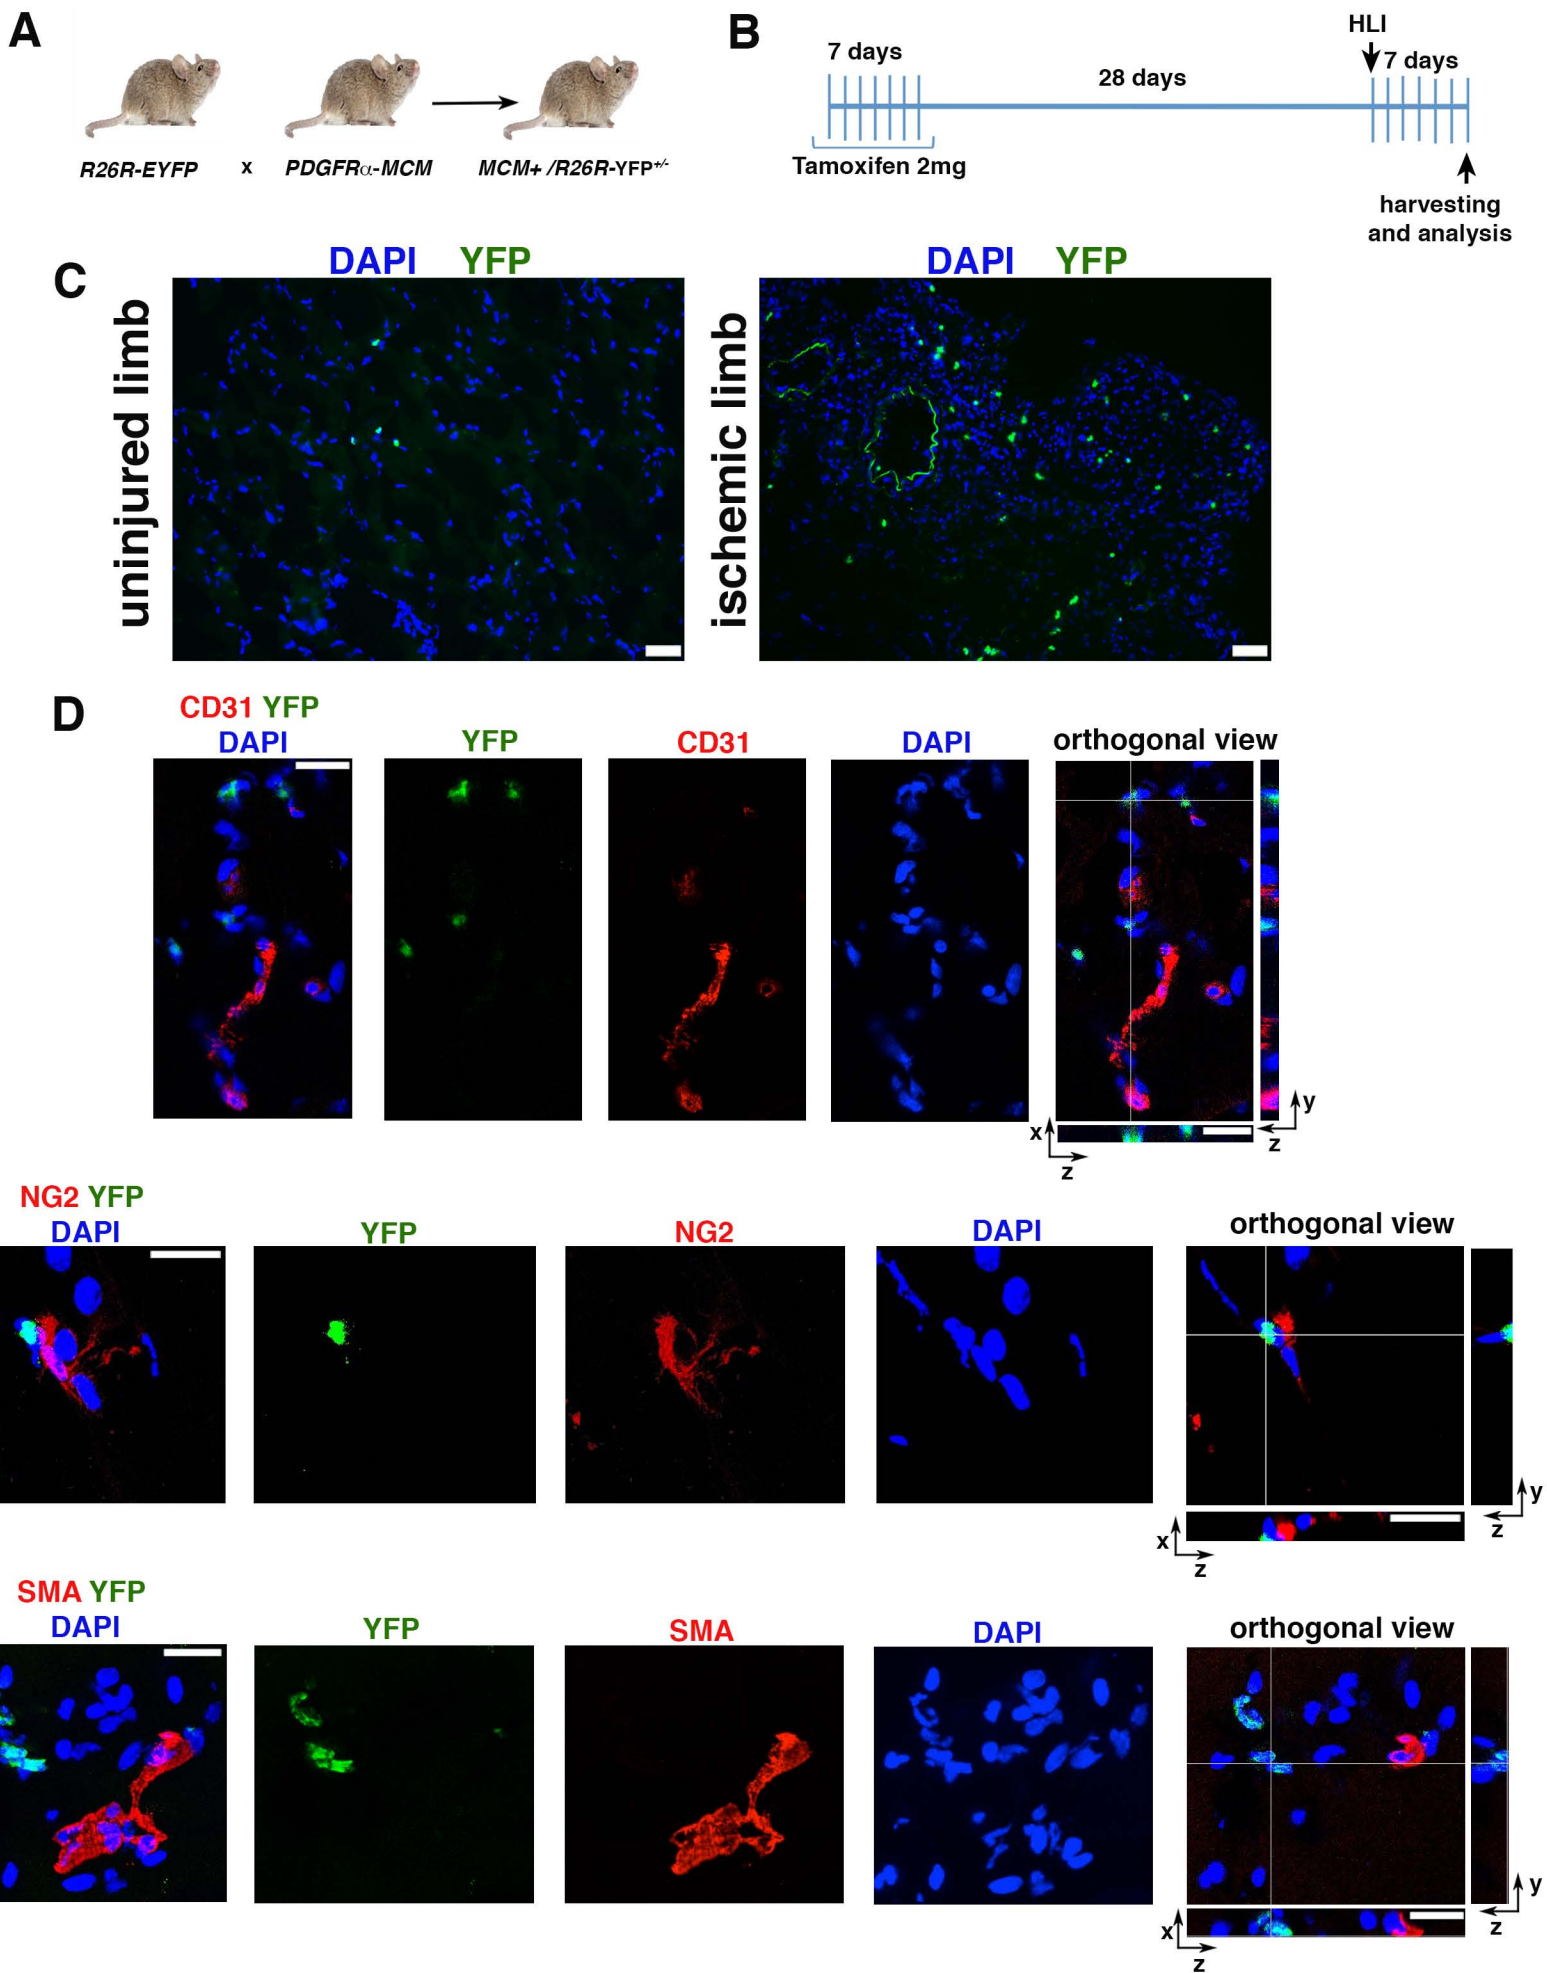 A
R26R-EYFP x PDGFRα-MCM MCM+ /R26R-YFP+/-
B
7 days
28 days
HLI
7 days
Tamoxifen 2mg
harvesting
and analysis
C
DAPI YFP
uninjured limb
DAPI YFP
ischemic limb
D
CD31 YFP
DAPI
YFP
CD31
DAPI
orthogonal view
y
z
x
z
NG2 YFP
DAPI
YFP
NG2
DAPI
orthogonal view
y
z
x
z
SMA YFP
DAPI
YFP
SMA
DAPI
orthogonal view
y
z
x
z